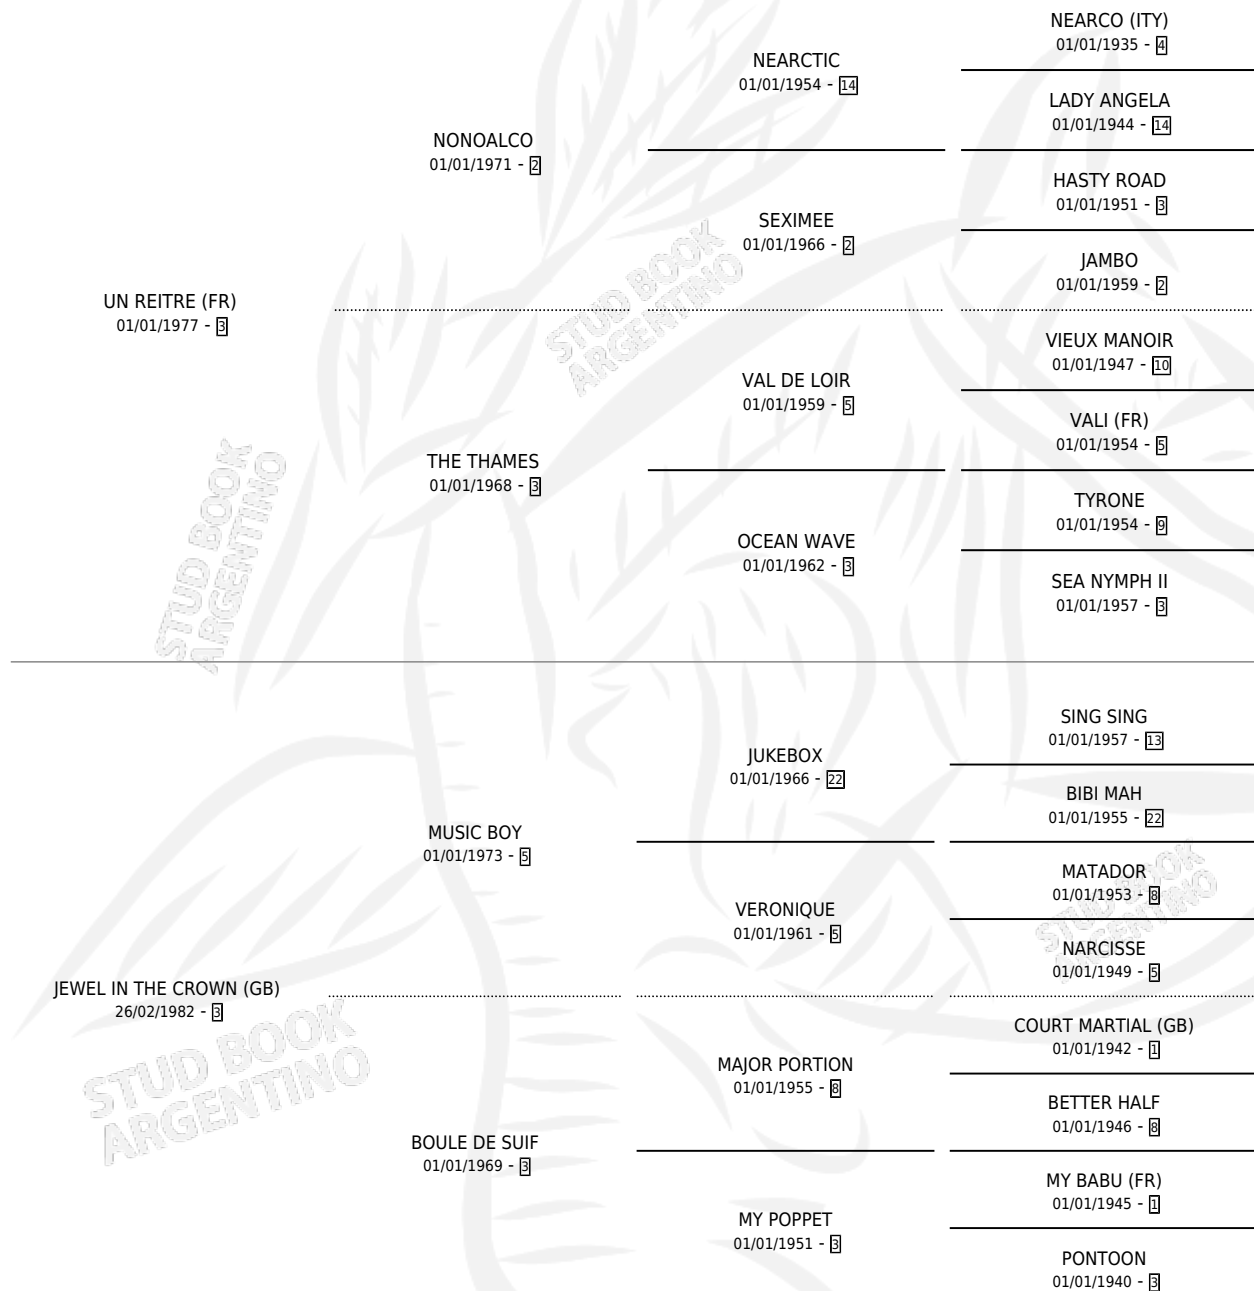 NEARCO (ITY)
01/01/1935 - 4
NEARCTIC
01/01/1954 - 14
LADY ANGELA
01/01/1944 - 14
NONOALCO
01/01/1971 - 2
HASTY ROAD
01/01/1951 - 3
SEXIMEE
01/01/1966 - 2
JAMBO
01/01/1959 - 2
UN REITRE (FR)
01/01/1977 - 3
VIEUX MANOIR
01/01/1947 - 10
VAL DE LOIR
01/01/1959 - 5
VALI (FR)
01/01/1954 - 5
THE THAMES
01/01/1968 - 3
TYRONE
01/01/1954 - 9
OCEAN WAVE
01/01/1962 - 3
SEA NYMPH II
01/01/1957 - 3
SING SING
01/01/1957 - 13
JUKEBOX
01/01/1966 - 22
BIBI MAH
01/01/1955 - 22
MUSIC BOY
01/01/1973 - 5
MATADOR
01/01/1953 - 8
VERONIQUE
01/01/1961 - 5
NARCISSE
01/01/1949 - 5
JEWEL IN THE CROWN (GB)
26/02/1982 - 3
COURT MARTIAL (GB)
01/01/1942 - 1
MAJOR PORTION
01/01/1955 - 8
BETTER HALF
01/01/1946 - 8
BOULE DE SUIF
01/01/1969 - 3
MY BABU (FR)
01/01/1945 - 1
MY POPPET
01/01/1951 - 3
PONTOON
01/01/1940 - 3
STUD BOOK
ARGENTINO
STUD BOOK
ARGENTINO
STUD BOOK
ARGENTINO
STUD BOOK
ARGENTINO